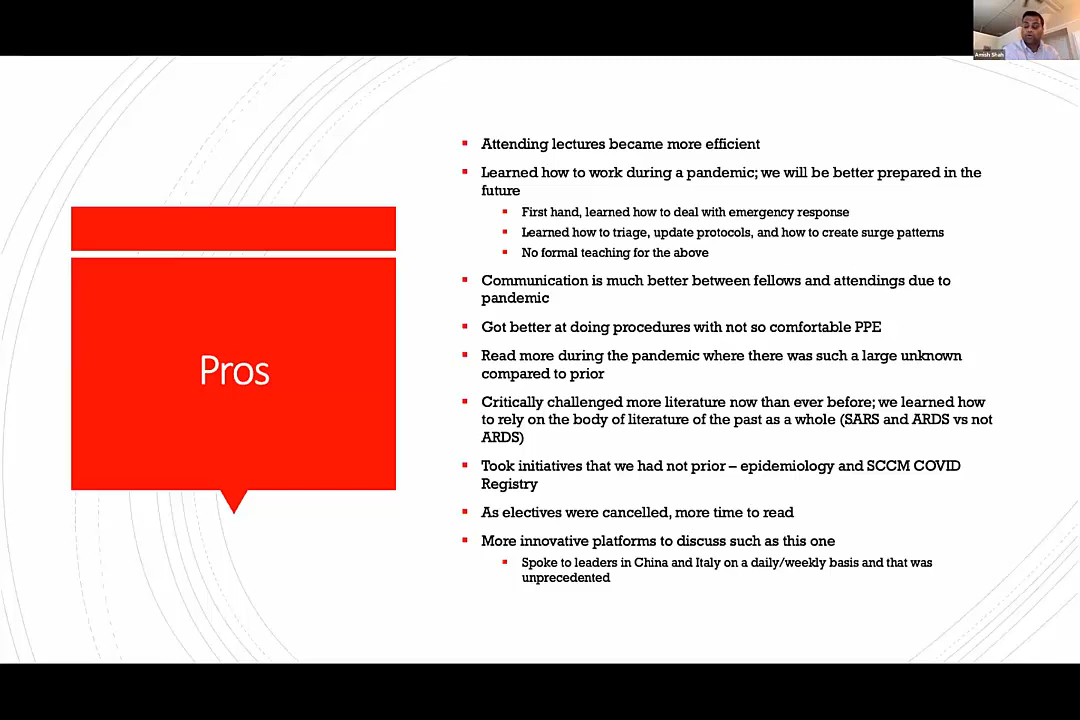 Amish Shah
Pros
Attending lectures became more efficient
Learned how to work during a pandemic; we will be better prepared in the
future
First hand, learned how to deal with emergency response
Learned how to triage, update protocols, and how to create surge patterns
No formal teaching for the above
Communication is much better between fellows and attendings due to
pandemic
Got better at doing procedures with not so comfortable PPE
Read more during the pandemic where there was such a large unknown
compared to prior
Critically challenged more literature now than ever before; we learned how
to rely on the body of literature of the past as a whole (SARS and ARDS vs not
ARDS)
Took initiatives that we had not prior – epidemiology and SCCM COVID
Registry
As electives were cancelled, more time to read
More innovative platforms to discuss such as this one
Spoke to leaders in China and Italy on a daily/weekly basis and that was
unprecedented